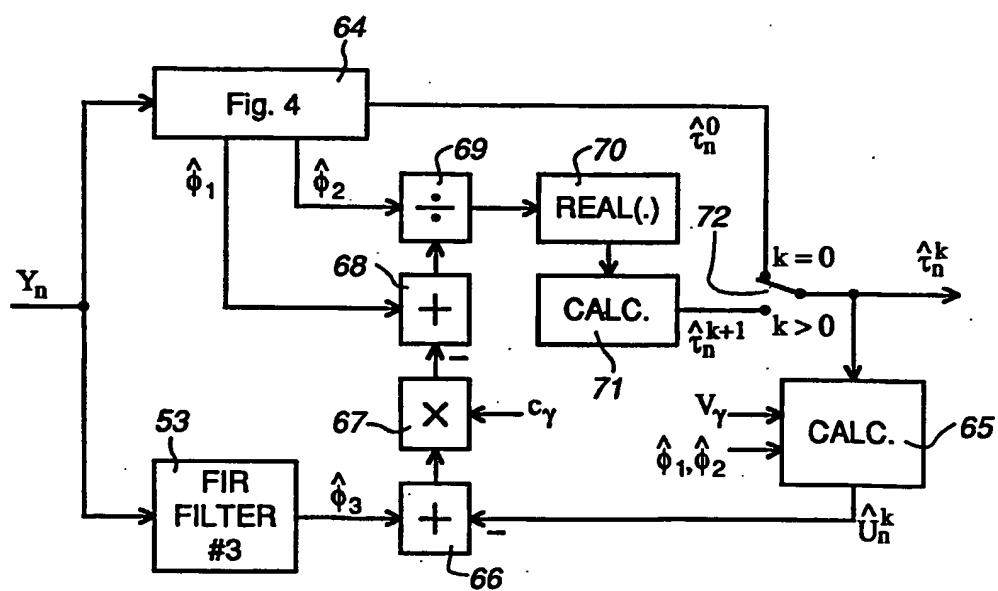 64
Fig. 4
τ̂ₙ⁰
ϕ̂₁
ϕ̂₂
69
÷
70
REAL(.)
72
k = 0
τ̂ₙᵏ
Yₙ
68
+
CALC.
τ̂ₙᵏ⁺¹
k > 0
71
−
67
×
cᵧ
Vᵧ
ϕ̂₁,ϕ̂₂
CALC.
65
53
FIR
FILTER
#3
ϕ̂₃
+
−
Ûₙᵏ
66